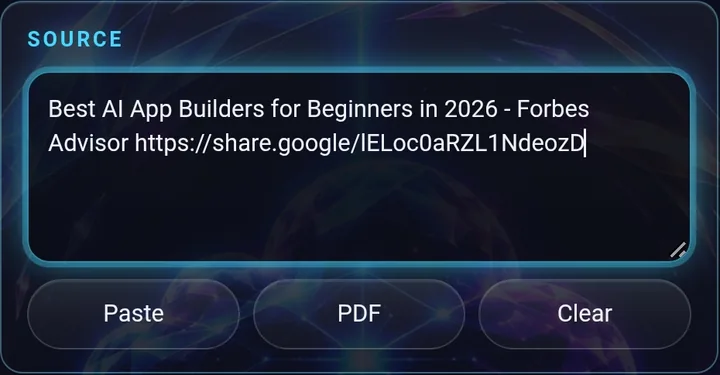 SOURCE
Best AI App Builders for Beginners in 2026 - Forbes
Advisor https://share.google/lELoc0aRZL1NdeozD
Paste
PDF
Clear